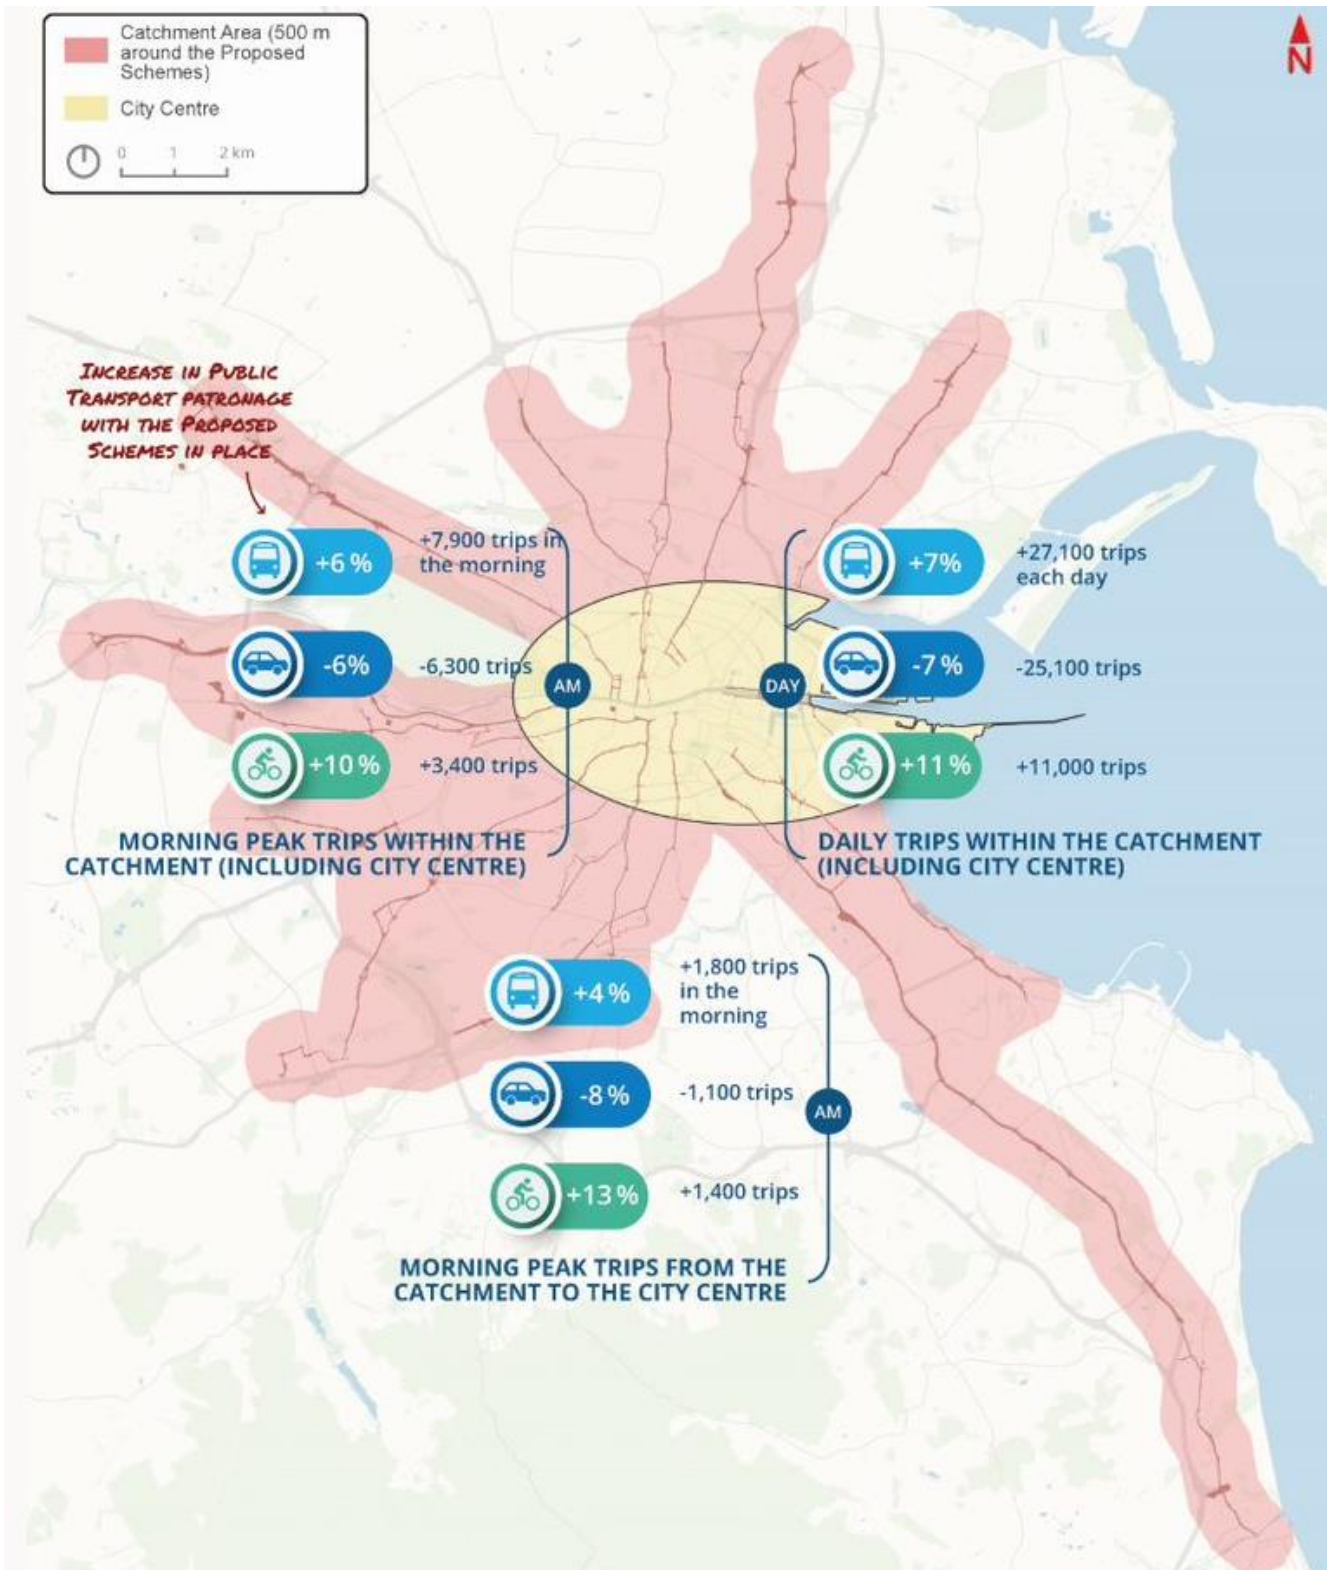 Catchment Area (500 m
around the Proposed
Schemes)
City Centre
0 1 2 km
N
INCREASE IN PUBLIC
TRANSPORT PATRONAGE
WITH THE PROPOSED
SCHEMES IN PLACE
+6 %
+7,900 trips in
the morning
-6%
-6,300 trips
AM
+10 %
+3,400 trips
MORNING PEAK TRIPS WITHIN THE
CATCHMENT (INCLUDING CITY CENTRE)
+7%
+27,100 trips
each day
DAY
-7 %
-25,100 trips
+11 %
+11,000 trips
DAILY TRIPS WITHIN THE CATCHMENT
(INCLUDING CITY CENTRE)
+4 %
+1,800 trips
in the
morning
-8 %
-1,100 trips
AM
+13 %
+1,400 trips
MORNING PEAK TRIPS FROM THE
CATCHMENT TO THE CITY CENTRE